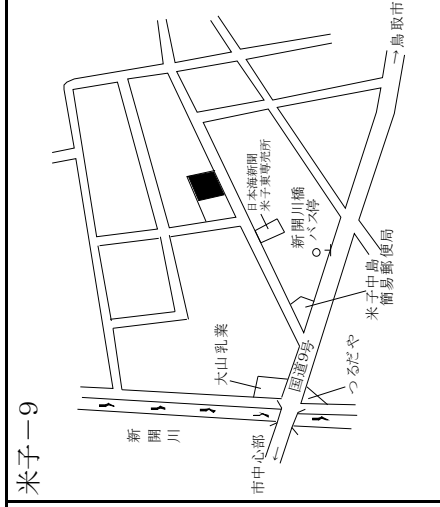 米子－9
新開川
市中心部
←
大山乳業
国道9号
つるだや
米子中島
簡易郵便局
新開川橋
バス停
日本海新聞
米子東専売所
→鳥取市